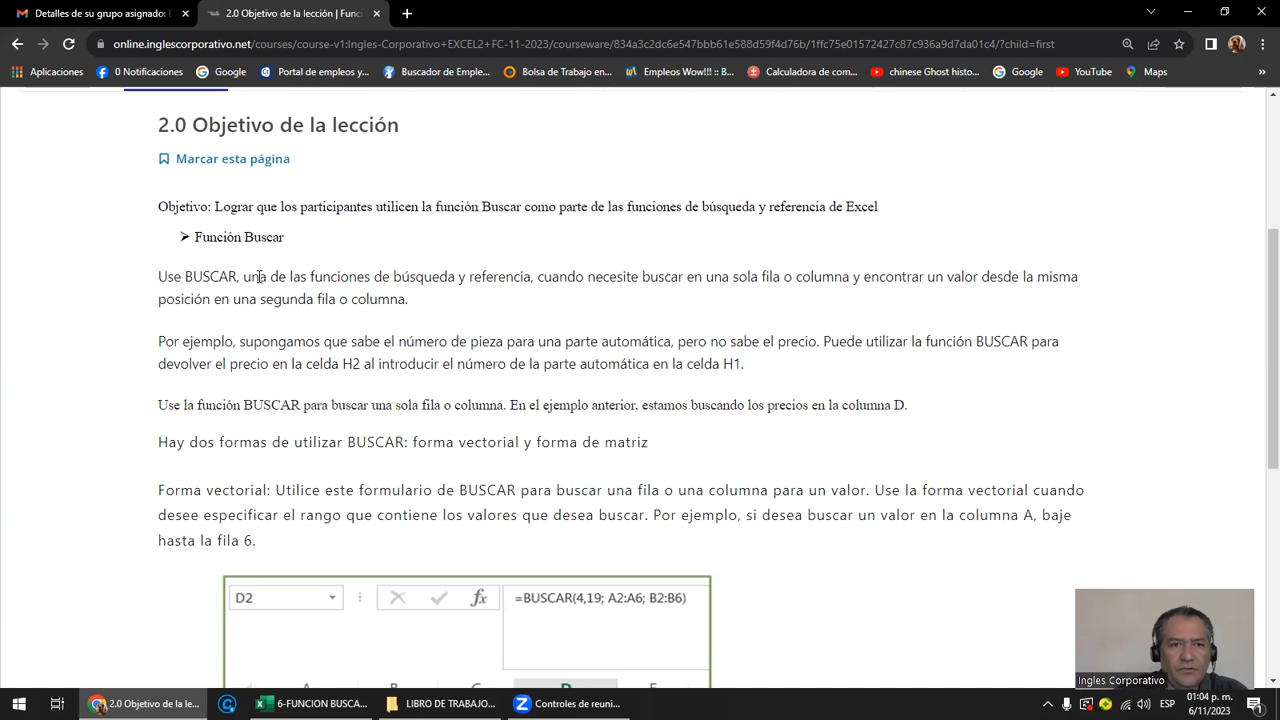 Detalles de su grupo asignado:
2.0 Objetivo de la lección | Funci
online.inglescorporativo.net/courses/course-v1:Ingles-Corporativo+EXCEL2+FC-11-2023/courseware/834a3c2dc6e547bbb61e588d59f4d76b/1ffc75e01572427c87c936a9d7da01c4/?child=first
Aplicaciones
0 Notificaciones
Google
Portal de empleos y...
Buscador de Emple...
Bolsa de Trabajo en...
Empleos Wow!!! :: B...
Calculadora de com...
chinese Ghost histo...
Google
YouTube
Maps
»
2.0 Objetivo de la lección
Marcar esta página
Objetivo: Lograr que los participantes utilicen la función Buscar como parte de las funciones de búsqueda y referencia de Excel
➢ Función Buscar
Use BUSCAR, una de las funciones de búsqueda y referencia, cuando necesite buscar en una sola fila o columna y encontrar un valor desde la misma
posición en una segunda fila o columna.
Por ejemplo, supongamos que sabe el número de pieza para una parte automática, pero no sabe el precio. Puede utilizar la función BUSCAR para
devolver el precio en la celda H2 al introducir el número de la parte automática en la celda H1.
Use la función BUSCAR para buscar una sola fila o columna. En el ejemplo anterior, estamos buscando los precios en la columna D.
Hay dos formas de utilizar BUSCAR: forma vectorial y forma de matriz
Forma vectorial: Utilice este formulario de BUSCAR para buscar una fila o una columna para un valor. Use la forma vectorial cuando
desee especificar el rango que contiene los valores que desea buscar. Por ejemplo, si desea buscar un valor en la columna A, baje
hasta la fila 6.
D2
fx
=BUSCAR(4,19; A2:A6; B2:B6)
A B C D E
Ingles Corporativo
2.0 Objetivo de la le...
6-FUNCION BUSCA...
LIBRO DE TRABAJO...
Controles de reuni...
ESP
01:04 p. m.
6/11/2023